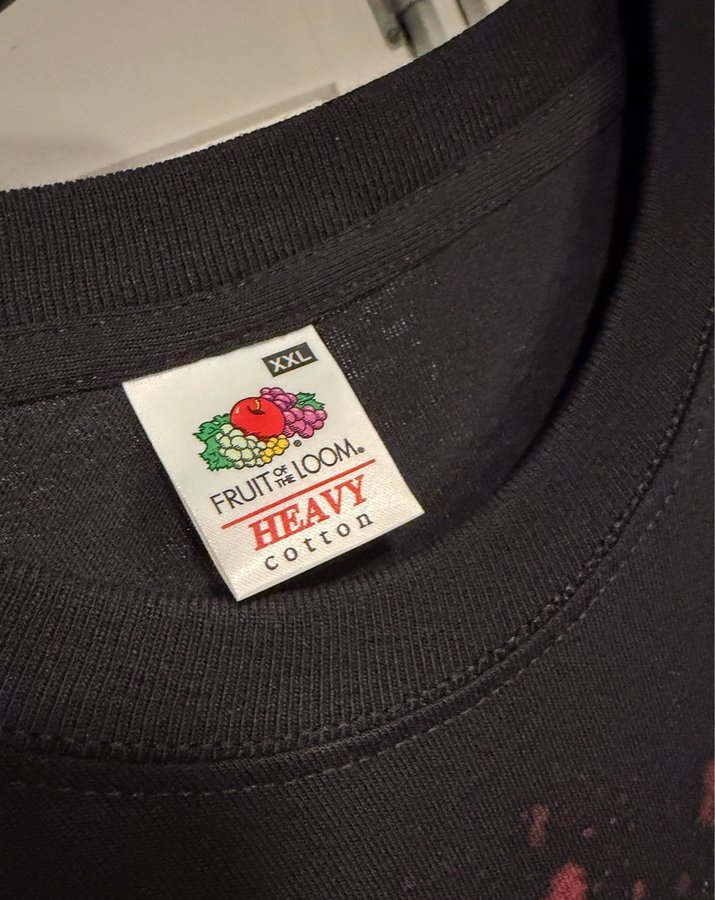 XXL
FRUIT OF THE LOOM®
HEAVY
cotton